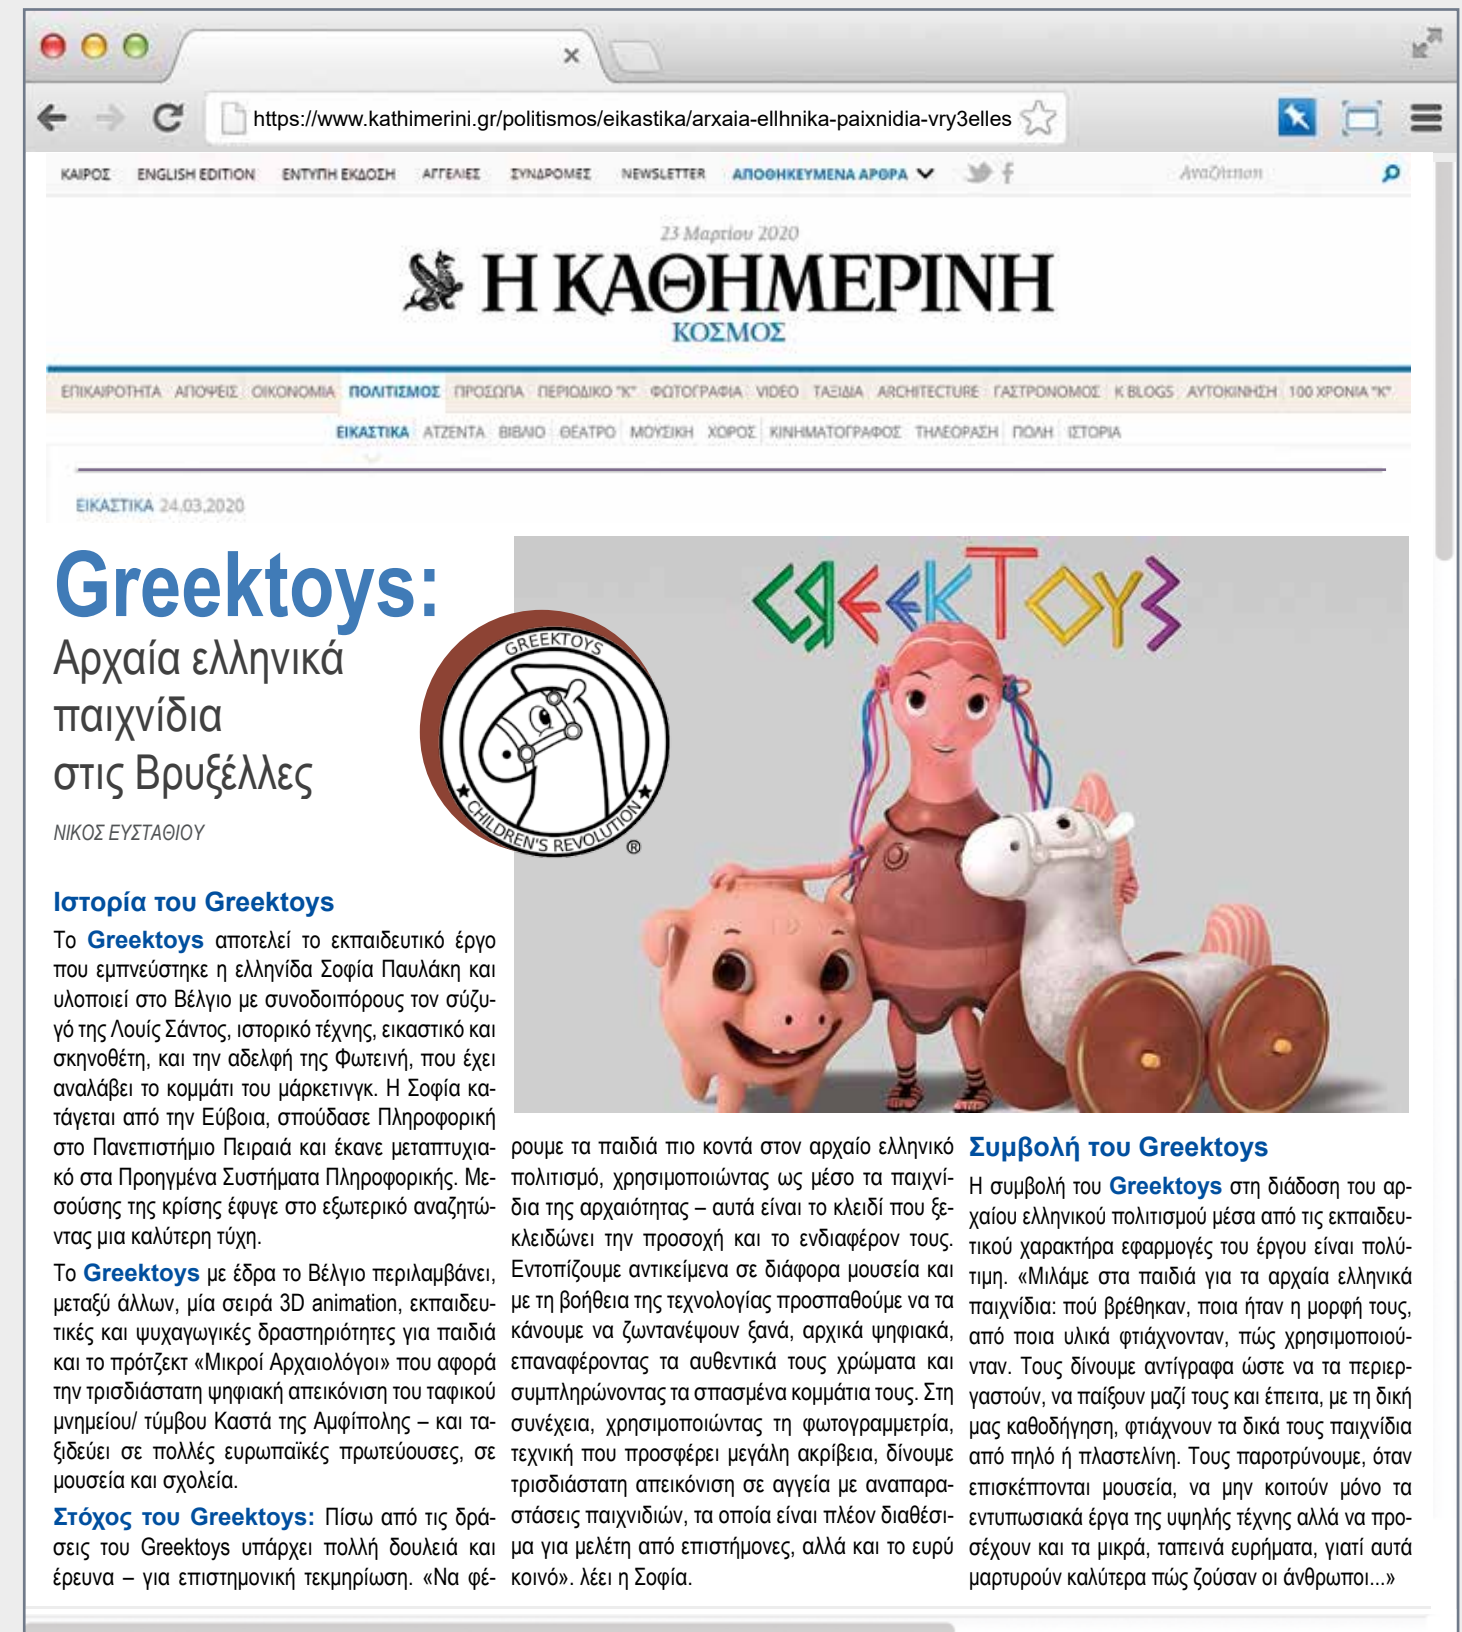 https://www.kathimerini.gr/politismos/eikastika/arxaia-ellhnika-paixnidia-vry3elles
ΚΑΙΡΟΣ ENGLISH EDITION ΕΝΤΥΠΗ ΕΚΔΟΣΗ ΑΓΓΕΛΙΕΣ ΣΥΝΔΡΟΜΕΣ NEWSLETTER ΑΠΟΘΗΚΕΥΜΕΝΑ ΑΡΘΡΑ Αναζήτηση
23 Μαρτίου 2020
Η ΚΑΘΗΜΕΡΙΝΗ
ΚΟΣΜΟΣ
ΕΠΙΚΑΙΡΟΤΗΤΑ ΑΠΟΨΕΙΣ ΟΙΚΟΝΟΜΙΑ ΠΟΛΙΤΙΣΜΟΣ ΠΡΟΣΩΠΑ ΠΕΡΙΟΔΙΚΟ "Κ" ΦΩΤΟΓΡΑΦΙΑ VIDEO ΤΑΞΙΔΙΑ ARCHITECTURE ΓΑΣΤΡΟΝΟΜΟΣ K BLOGS ΑΥΤΟΚΙΝΗΣΗ 100 ΧΡΟΝΙΑ "Κ"
ΕΙΚΑΣΤΙΚΑ ΑΤΖΕΝΤΑ ΒΙΒΛΙΟ ΘΕΑΤΡΟ ΜΟΥΣΙΚΗ ΧΟΡΟΣ ΚΙΝΗΜΑΤΟΓΡΑΦΟΣ ΤΗΛΕΟΡΑΣΗ ΠΟΛΗ ΙΣΤΟΡΙΑ
ΕΙΚΑΣΤΙΚΑ 24.03.2020
Greektoys:
Αρχαία ελληνικά
παιχνίδια
στις Βρυξέλλες
ΝΙΚΟΣ ΕΥΣΤΑΘΙΟΥ
GREEKTOYS
CHILDREN'S REVOLUTION
®
GREEKTOYS
Ιστορία του Greektoys
Το Greektoys αποτελεί το εκπαιδευτικό έργο
που εμπνεύστηκε η ελληνίδα Σοφία Παυλάκη και
υλοποιεί στο Βέλγιο με συνοδοιπόρους τον σύζυ-
γό της Λουίς Σάντος, ιστορικό τέχνης, εικαστικό και
σκηνοθέτη, και την αδελφή της Φωτεινή, που έχει
αναλάβει το κομμάτι του μάρκετινγκ. Η Σοφία κα-
τάγεται από την Εύβοια, σπούδασε Πληροφορική
στο Πανεπιστήμιο Πειραιά και έκανε μεταπτυχια-
κό στα Προηγμένα Συστήματα Πληροφορικής. Με-
σούσης της κρίσης έφυγε στο εξωτερικό αναζητώ-
ντας μια καλύτερη τύχη.
Το Greektoys με έδρα το Βέλγιο περιλαμβάνει,
μεταξύ άλλων, μία σειρά 3D animation, εκπαιδευ-
τικές και ψυχαγωγικές δραστηριότητες για παιδιά
και το πρότζεκτ «Μικροί Αρχαιολόγοι» που αφορά
την τρισδιάστατη ψηφιακή απεικόνιση του ταφικού
μνημείου/ τύμβου Καστά της Αμφίπολης – και τα-
ξιδεύει σε πολλές ευρωπαϊκές πρωτεύουσες, σε
μουσεία και σχολεία.
Στόχος του Greektoys: Πίσω από τις δρά-
σεις του Greektoys υπάρχει πολλή δουλειά και
έρευνα – για επιστημονική τεκμηρίωση. «Να φέ-
ρουμε τα παιδιά πιο κοντά στον αρχαίο ελληνικό
πολιτισμό, χρησιμοποιώντας ως μέσο τα παιχνί-
δια της αρχαιότητας – αυτά είναι το κλειδί που ξε-
κλειδώνει την προσοχή και το ενδιαφέρον τους.
Εντοπίζουμε αντικείμενα σε διάφορα μουσεία και
με τη βοήθεια της τεχνολογίας προσπαθούμε να τα
κάνουμε να ζωντανέψουν ξανά, αρχικά ψηφιακά,
επαναφέροντας τα αυθεντικά τους χρώματα και
συμπληρώνοντας τα σπασμένα κομμάτια τους. Στη
συνέχεια, χρησιμοποιώντας τη φωτογραμμετρία,
τεχνική που προσφέρει μεγάλη ακρίβεια, δίνουμε
τρισδιάστατη απεικόνιση σε αγγεία με αναπαρα-
στάσεις παιχνιδιών, τα οποία είναι πλέον διαθέσι-
μα για μελέτη από επιστήμονες, αλλά και το ευρύ
κοινό». λέει η Σοφία.
Συμβολή του Greektoys
Η συμβολή του Greektoys στη διάδοση του αρ-
χαίου ελληνικού πολιτισμού μέσα από τις εκπαιδευ-
τικού χαρακτήρα εφαρμογές του έργου είναι πολύ-
τιμη. «Μιλάμε στα παιδιά για τα αρχαία ελληνικά
παιχνίδια: πού βρέθηκαν, ποια ήταν η μορφή τους,
από ποια υλικά φτιάχνονταν, πώς χρησιμοποιού-
νταν. Τους δίνουμε αντίγραφα ώστε να τα περιερ-
γαστούν, να παίξουν μαζί τους και έπειτα, με τη δική
μας καθοδήγηση, φτιάχνουν τα δικά τους παιχνίδια
από πηλό ή πλαστελίνη. Τους παροτρύνουμε, όταν
επισκέπτονται μουσεία, να μην κοιτούν μόνο τα
εντυπωσιακά έργα της υψηλής τέχνης αλλά να προ-
σέχουν και τα μικρά, ταπεινά ευρήματα, γιατί αυτά
μαρτυρούν καλύτερα πώς ζούσαν οι άνθρωποι...»